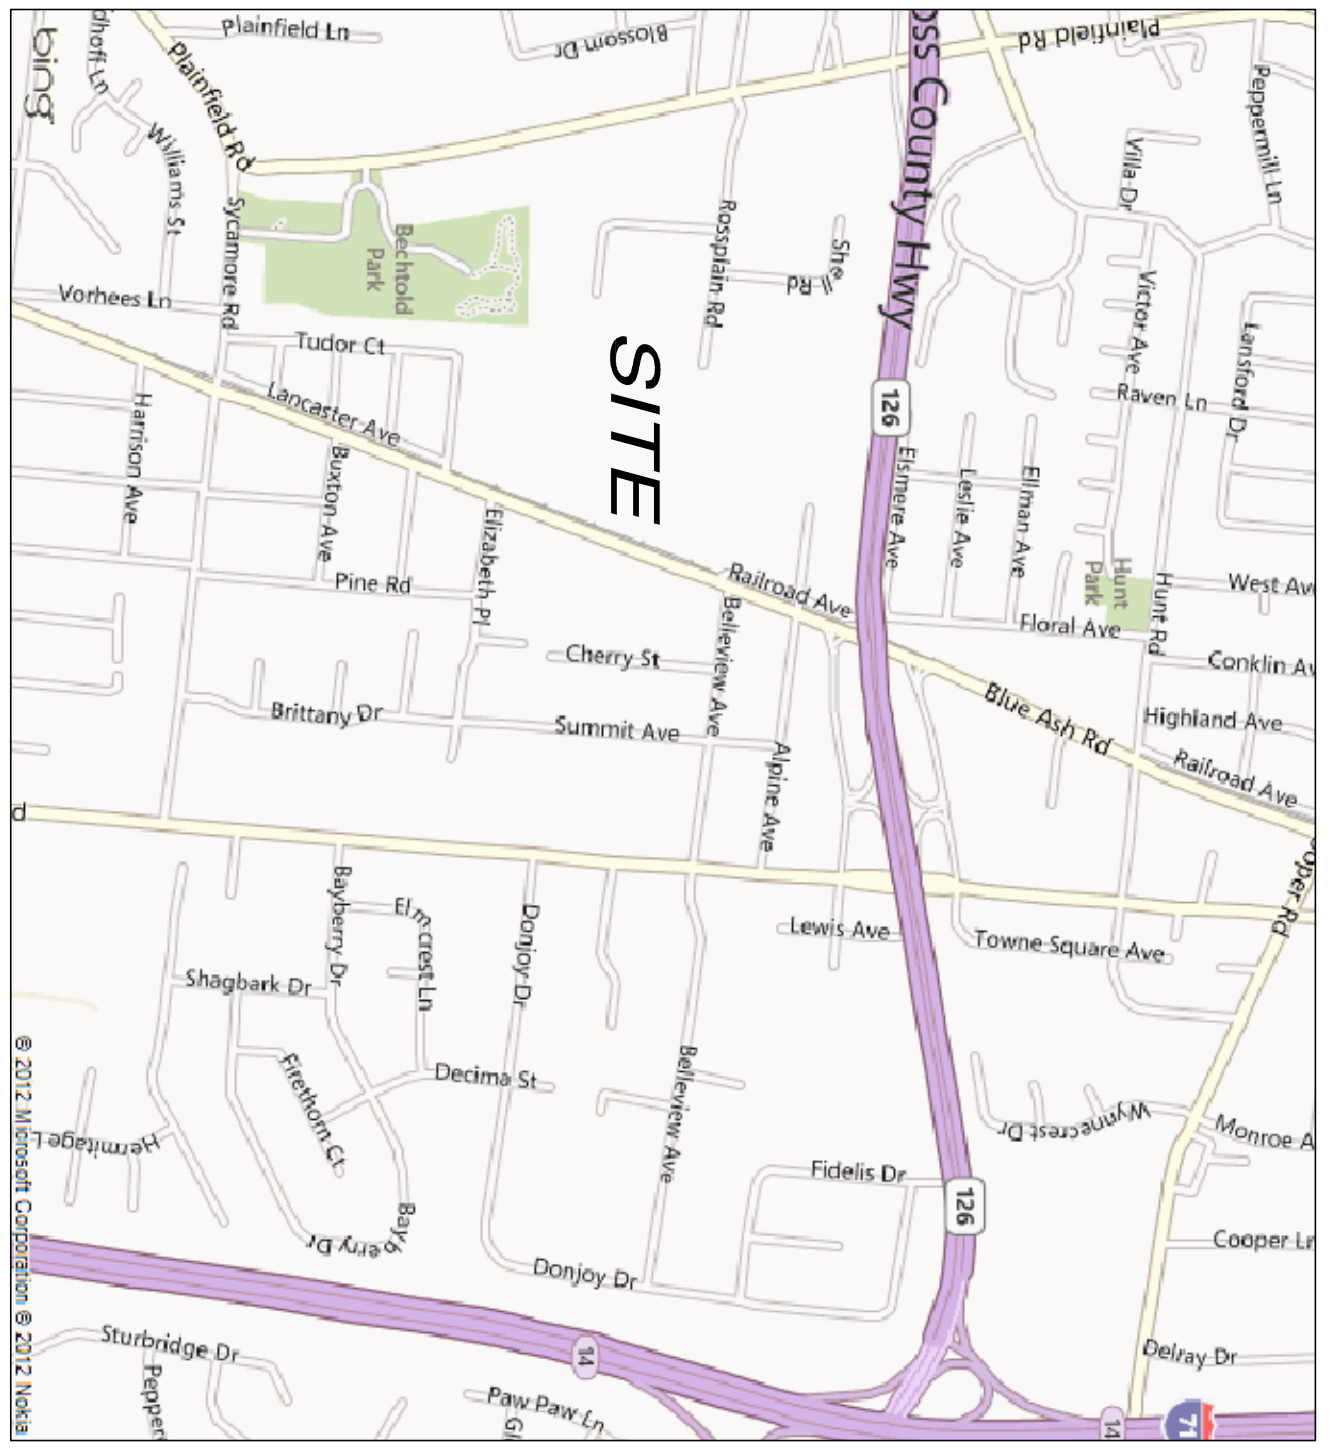 bing
Plainfield Ln
Blossom Dr
Plainfield Rd
Plainfield Rd
Williams St
Peppermill Ln
Villa Dr
oss County Hwy
Sycamore Rd
Bechtold
Park
Rossplain Rd
Shell Rd
Vorhees Ln
Tudor Ct
Victor Ave
Lansford Dr
SITE
Lancaster Ave
Raven Ln
126
Harrison Ave
Buxton Ave
Elizabeth Pl
Elsmere Ave
Leslie Ave
Ellman Ave
Pine Rd
Railroad Ave
Hunt
Park
Hunt Rd
West Av
Floral Ave
Belleview Ave
Cherry St
Conklin Av
Brittany Dr
Summit Ave
Blue Ash Rd
Highland Ave
Alpine Ave
Railroad Ave
d
Bayberry Dr
Elmcrest Ln
Donjoy Dr
Lewis Ave
Towne Square Ave
oper Rd
Shagbark Dr
Firethorn Ct
Decima St
Belleview Ave
Wynnecrest Dr
Monroe A
Hermitage L
Fidelis Dr
126
Bayberry Dr
Cooper Ln
Donjoy Dr
Sturbridge Dr
14
Delray Dr
Pepper
Paw Paw Ln
Gl
14
71
© 2012 Microsoft Corporation © 2012 Nokia